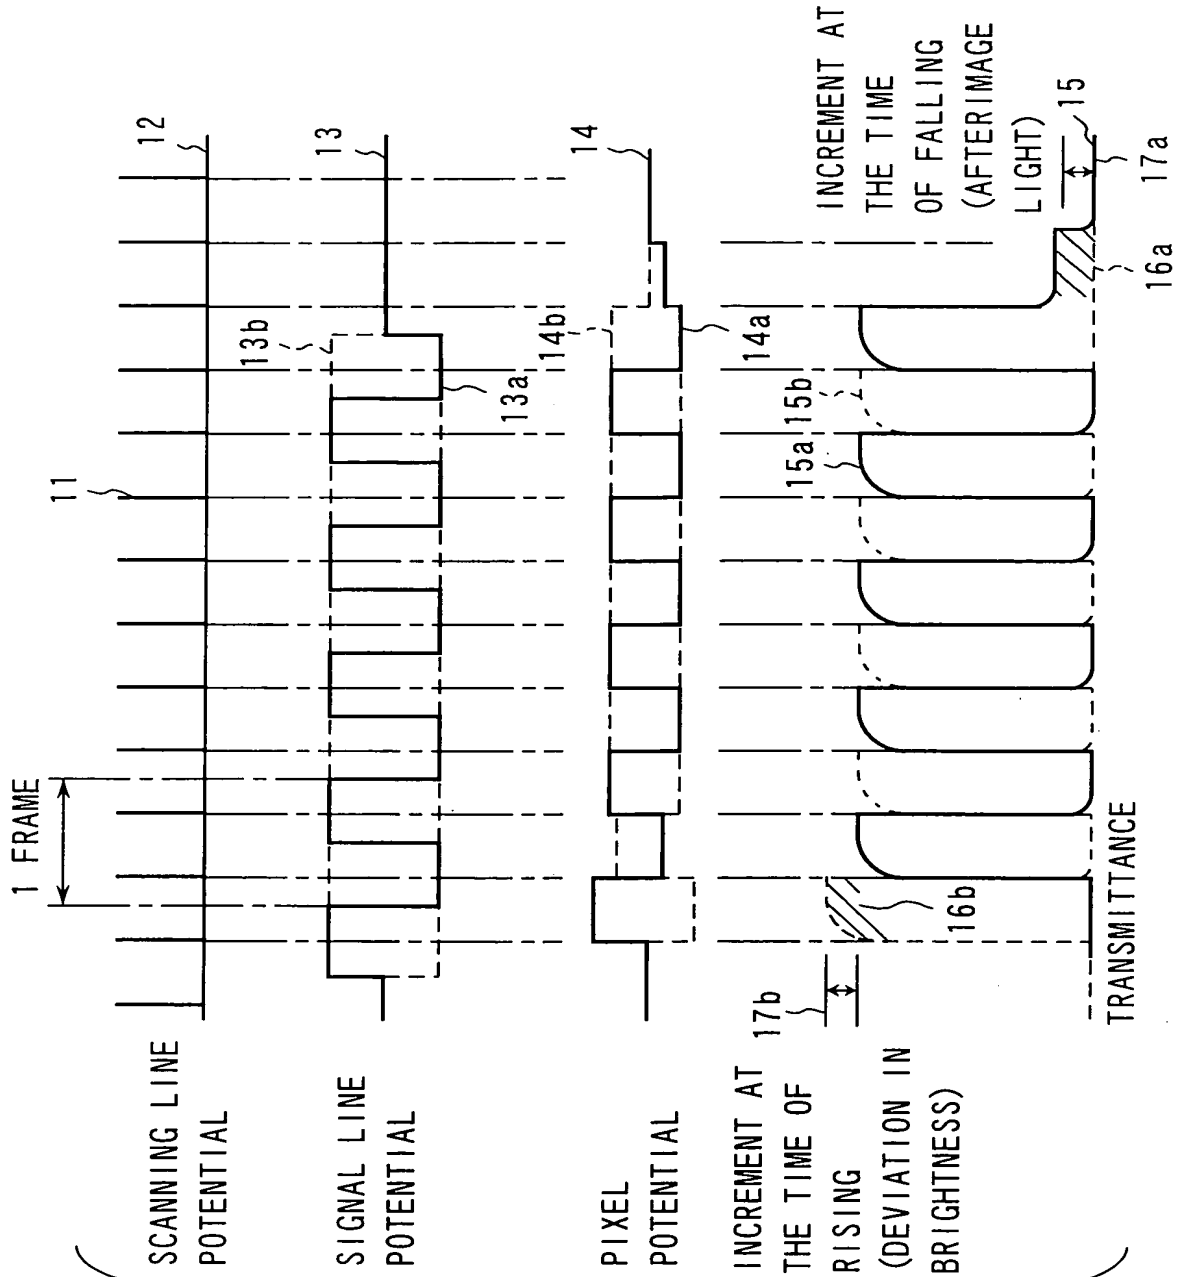 1 FRAME
11
12
SCANNING LINE
POTENTIAL
13b
13
13a
SIGNAL LINE
POTENTIAL
14
14b
14a
PIXEL
POTENTIAL
INCREMENT AT
THE TIME
OF FALLING
(AFTERIMAGE
LIGHT)
15b
15a
15
17a
16a
16b
17b
INCREMENT AT
THE TIME OF
RISING
(DEVIATION IN
BRIGHTNESS)
TRANSMITTANCE